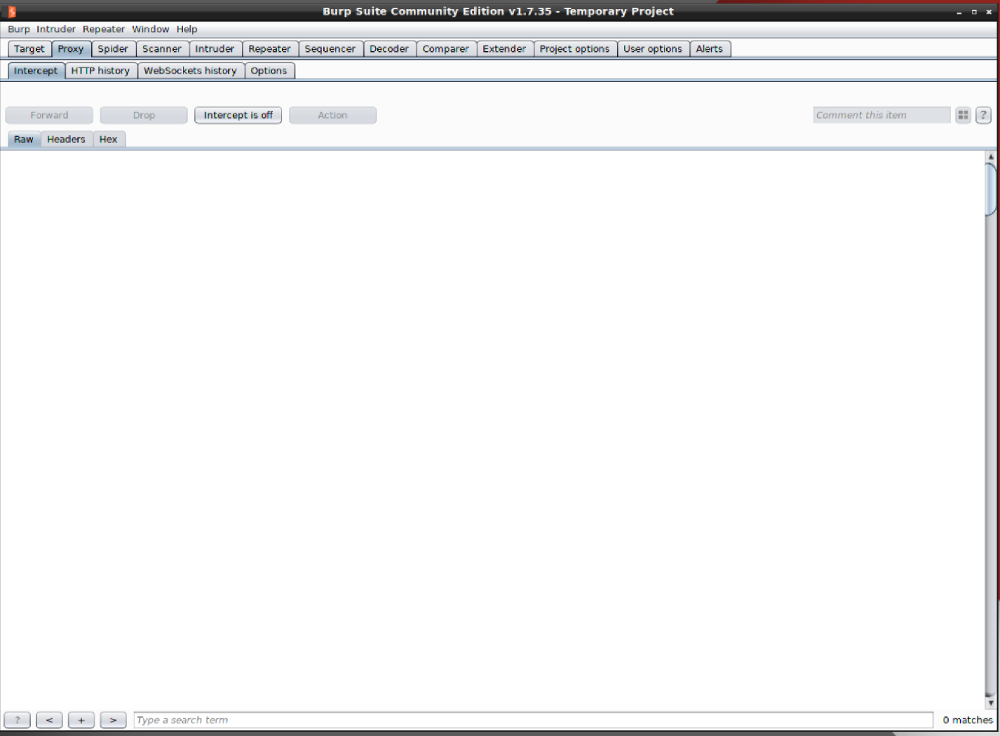 Burp Suite Community Edition v1.7.35 - Temporary Project
Burp Intruder Repeater Window Help
Target Proxy Spider Scanner Intruder Repeater Sequencer Decoder Comparer Extender Project options User options Alerts
Intercept HTTP history WebSockets history Options
Forward Drop Intercept is off Action Comment this item ?
Raw Headers Hex
? < + > Type a search term 0 matches